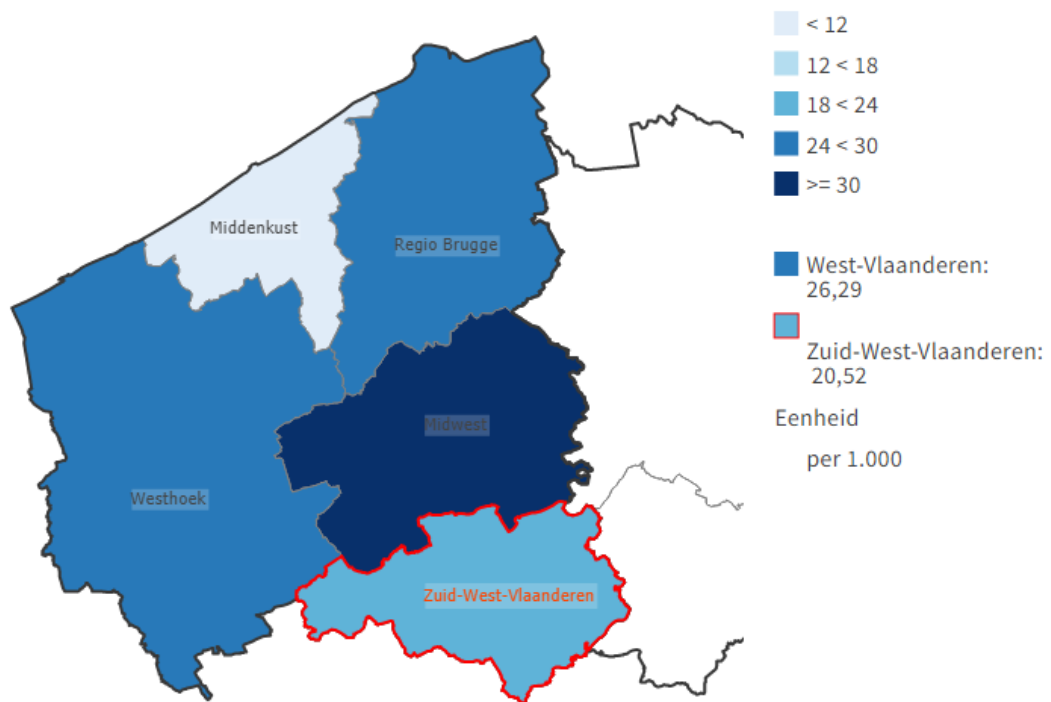 < 12
12 < 18
18 < 24
24 < 30
>= 30
Middenkust
Regio Brugge
West-Vlaanderen:
26,29
Zuid-West-Vlaanderen:
20,52
Eenheid
Midwest
per 1.000
Westhoek
Zuid-West-Vlaanderen